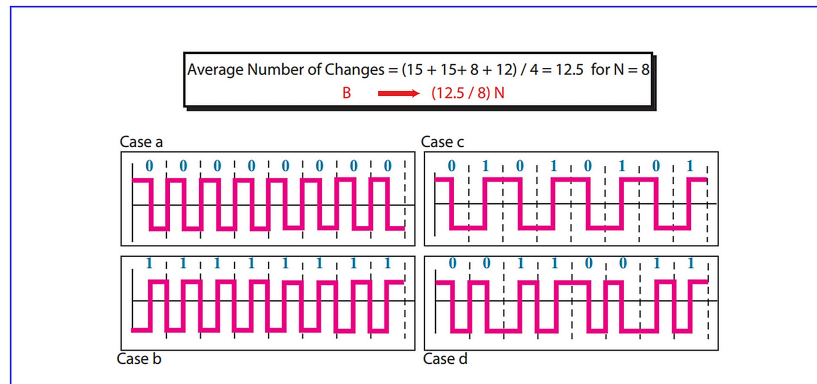 Average Number of Changes = (15 + 15+ 8 + 12) / 4 = 12.5 for N = 8
B (12.5 / 8) N
Case a
0 0 0 0 0 0 0 0
Case c
0 1 0 1 0 1 0 1
1 1 1 1 1 1 1 1
Case b
0 0 1 1 0 0 1 1
Case d